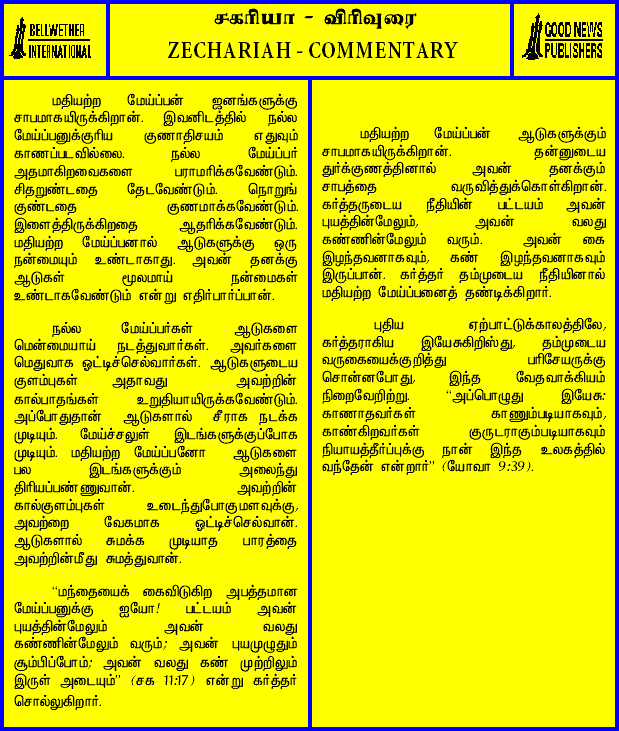 BELLWETHER
INTERNATIONAL
சகரியா - விரிவுரை
ZECHARIAH - COMMENTARY
GOOD NEWS
PUBLISHERS
மதியற்ற மேய்ப்பன் ஜனங்களுக்கு
சாபமாகயிருக்கிறான். இவனிடத்தில் நல்ல
மேய்ப்பனுக்குரிய குணாதிசயம் எதுவும்
காணப்படவில்லை. நல்ல மேய்ப்பர்
அதமாகிறவைகளை பராமரிக்கவேண்டும்.
சிதறுண்டதை தேடவேண்டும். நொறுங்
குண்டதை குணமாக்கவேண்டும்.
இளைத்திருக்கிறதை ஆதரிக்கவேண்டும்.
மதியற்ற மேய்ப்பனால் ஆடுகளுக்கு ஒரு
நன்மையும் உண்டாகாது. அவன் தனக்கு
ஆடுகள் மூலமாய் நன்மைகள்
உண்டாகவேண்டும் என்று எதிர்பார்ப்பான்.
நல்ல மேய்ப்பர்கள் ஆடுகளை
மென்மையாய் நடத்துவார்கள். அவர்களை
மெதுவாக ஓட்டிச்செல்வார்கள். ஆடுகளுடைய
குளம்புகள் அதாவது அவற்றின்
கால்பாதங்கள் உறுதியாயிருக்கவேண்டும்.
அப்போதுதான் ஆடுகளால் சீராக நடக்க
முடியும். மேய்ச்சலுள் இடங்களுக்குப்போக
முடியும். மதியற்ற மேய்ப்பனோ ஆடுகளை
பல இடங்களுக்கும் அலைந்து
திரியப்பண்ணுவான். அவற்றின்
கால்குளம்புகள் உடைந்துபோகுமளவுக்கு,
அவற்றை வேகமாக ஓட்டிச்செல்வான்.
ஆடுகளால் சுமக்க முடியாத பாரத்தை
அவற்றின்மீது சுமத்துவான்.
“மந்தையைக் கைவிடுகிற அபத்தமான
மேய்ப்பனுக்கு ஐயோ! பட்டயம் அவன்
புயத்தின்மேலும் அவன் வலது
கண்ணின்மேலும் வரும்; அவன் புயமுழுதும்
சூம்பிப்போம்; அவன் வலது கண் முற்றிலும்
இருள் அடையும்” (சக 11:17) என்று கர்த்தர்
சொல்லுகிறார்.
மதியற்ற மேய்ப்பன் ஆடுகளுக்கும்
சாபமாகயிருக்கிறான். தன்னுடைய
துர்க்குணத்தினால் அவன் தனக்கும்
சாபத்தை வருவித்துக்கொள்கிறான்.
கர்த்தருடைய நீதியின் பட்டயம் அவன்
புயத்தின்மேலும், அவன் வலது
கண்ணின்மேலும் வரும். அவன் கை
இழந்தவனாகவும், கண் இழந்தவனாகவும்
இருப்பான். கர்த்தர் தம்முடைய நீதியினால்
மதியற்ற மேய்ப்பனைத் தண்டிக்கிறார்.
புதிய ஏற்பாட்டுக்காலத்திலே,
கர்த்தராகிய இயேசுகிறிஸ்து, தம்முடைய
வருகையைக்குறித்து பரிசேயருக்கு
சொன்னபோது, இந்த வேதவாக்கியம்
நிறைவேறிற்று. “அப்பொழுது இயேசு:
காணாதவர்கள் காணும்படியாகவும்,
காண்கிறவர்கள் குருடராகும்படியாகவும்
நியாயத்தீர்ப்புக்கு நான் இந்த உலகத்தில்
வந்தேன் என்றார்” (யோவா 9:39).